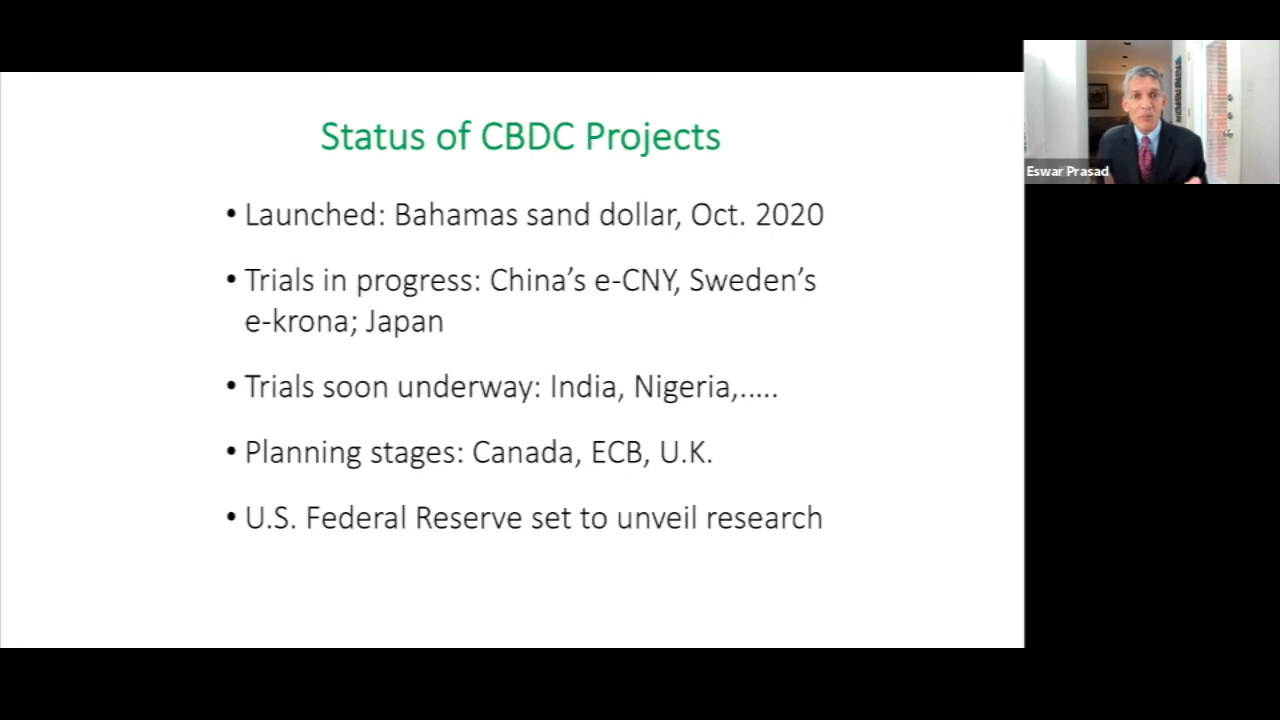 Status of CBDC Projects
• Launched: Bahamas sand dollar, Oct. 2020
• Trials in progress: China’s e-CNY, Sweden’s
e-krona; Japan
• Trials soon underway: India, Nigeria,.....
• Planning stages: Canada, ECB, U.K.
• U.S. Federal Reserve set to unveil research
Eswar Prasad